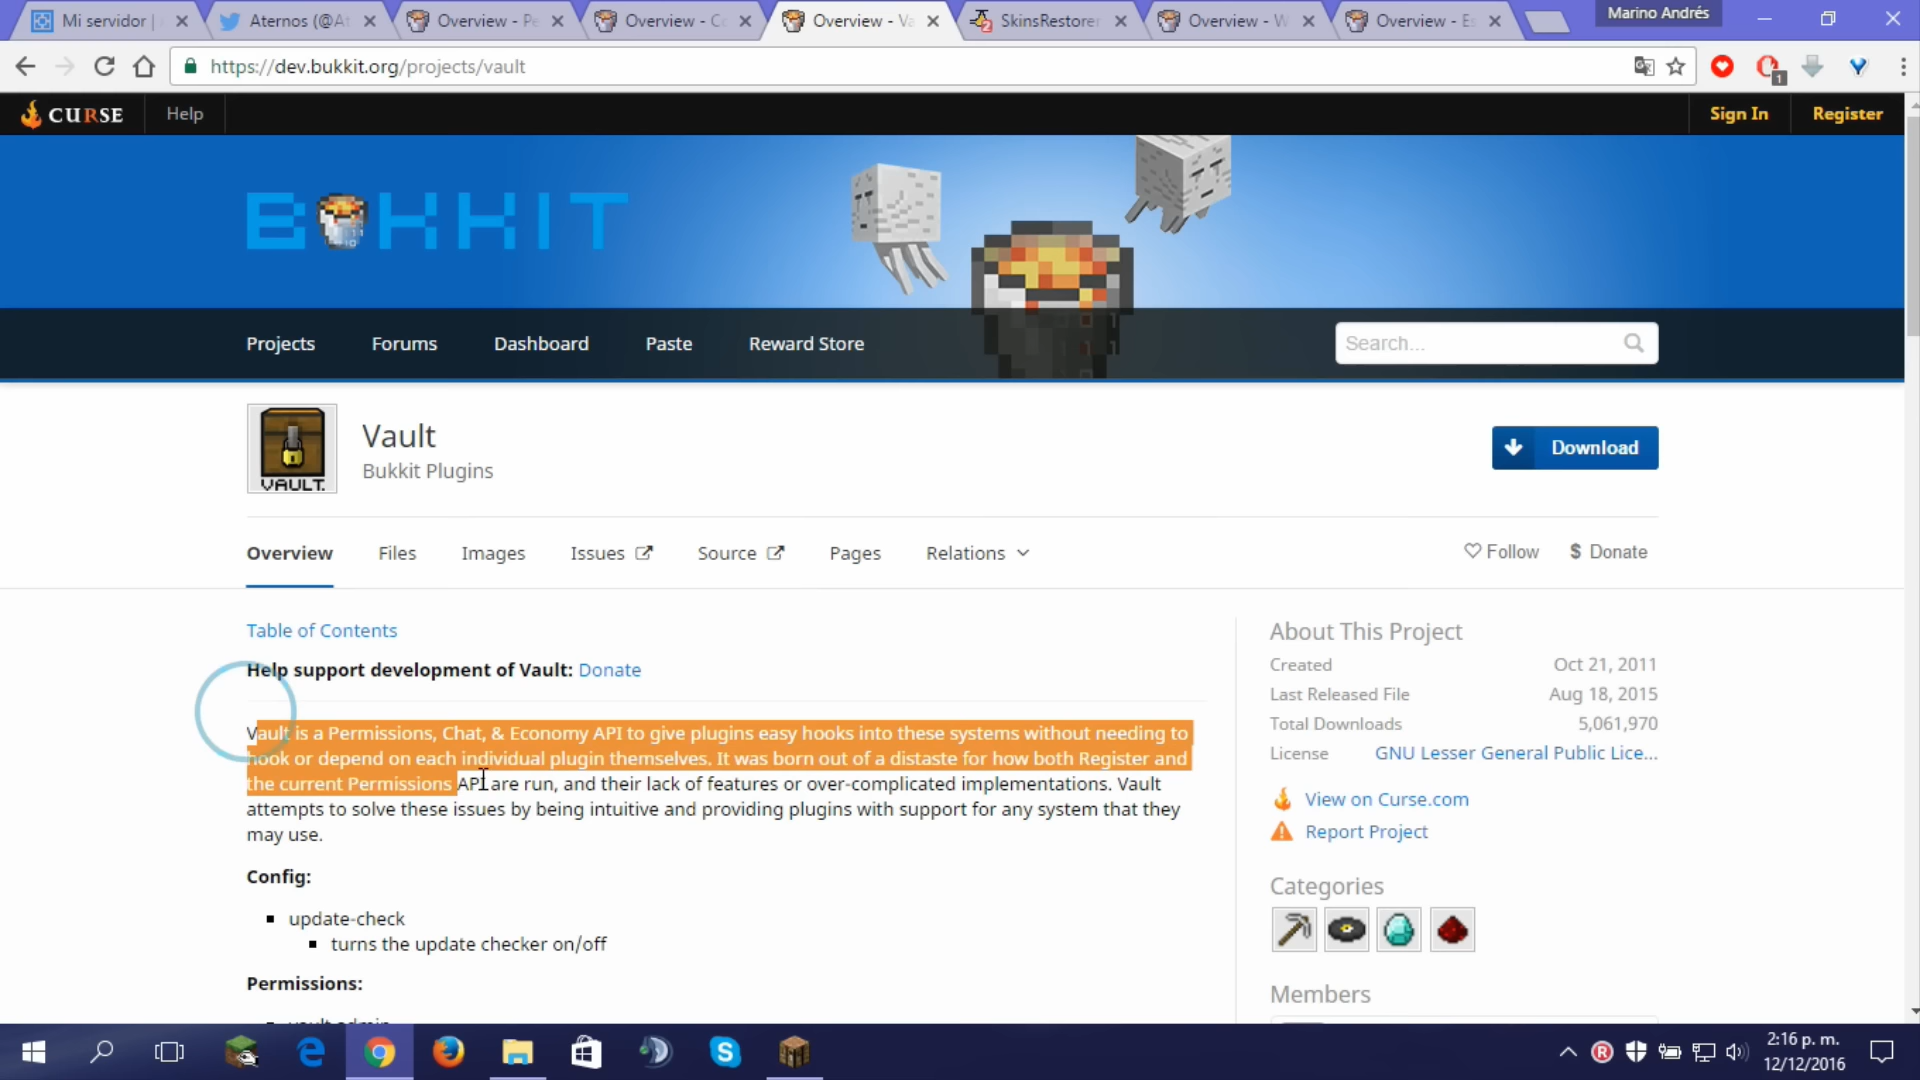 Mi servidor |
Aternos (@At
Overview - Pe
Overview - Co
Overview - Va
SkinsRestorer
Overview - W
Overview - Es
Marino Andrés
https://dev.bukkit.org/projects/vault
1
CURSE
Help
Sign In
Register
BUKKIT
Projects
Forums
Dashboard
Paste
Reward Store
Search...
VAULT.
Vault
Bukkit Plugins
Download
Overview
Files
Images
Issues
Source
Pages
Relations
Follow
$ Donate
Table of Contents
Help support development of Vault: Donate
Vault is a Permissions, Chat, & Economy API to give plugins easy hooks into these systems without needing to
hook or depend on each individual plugin themselves. It was born out of a distaste for how both Register and
the current Permissions API are run, and their lack of features or over-complicated implementations. Vault
attempts to solve these issues by being intuitive and providing plugins with support for any system that they
may use.
Config:
update-check
turns the update checker on/off
Permissions:
vault.admin
About This Project
Created Oct 21, 2011
Last Released File Aug 18, 2015
Total Downloads 5,061,970
License GNU Lesser General Public Lice...
View on Curse.com
Report Project
Categories
Members
2:16 p. m.
12/12/2016